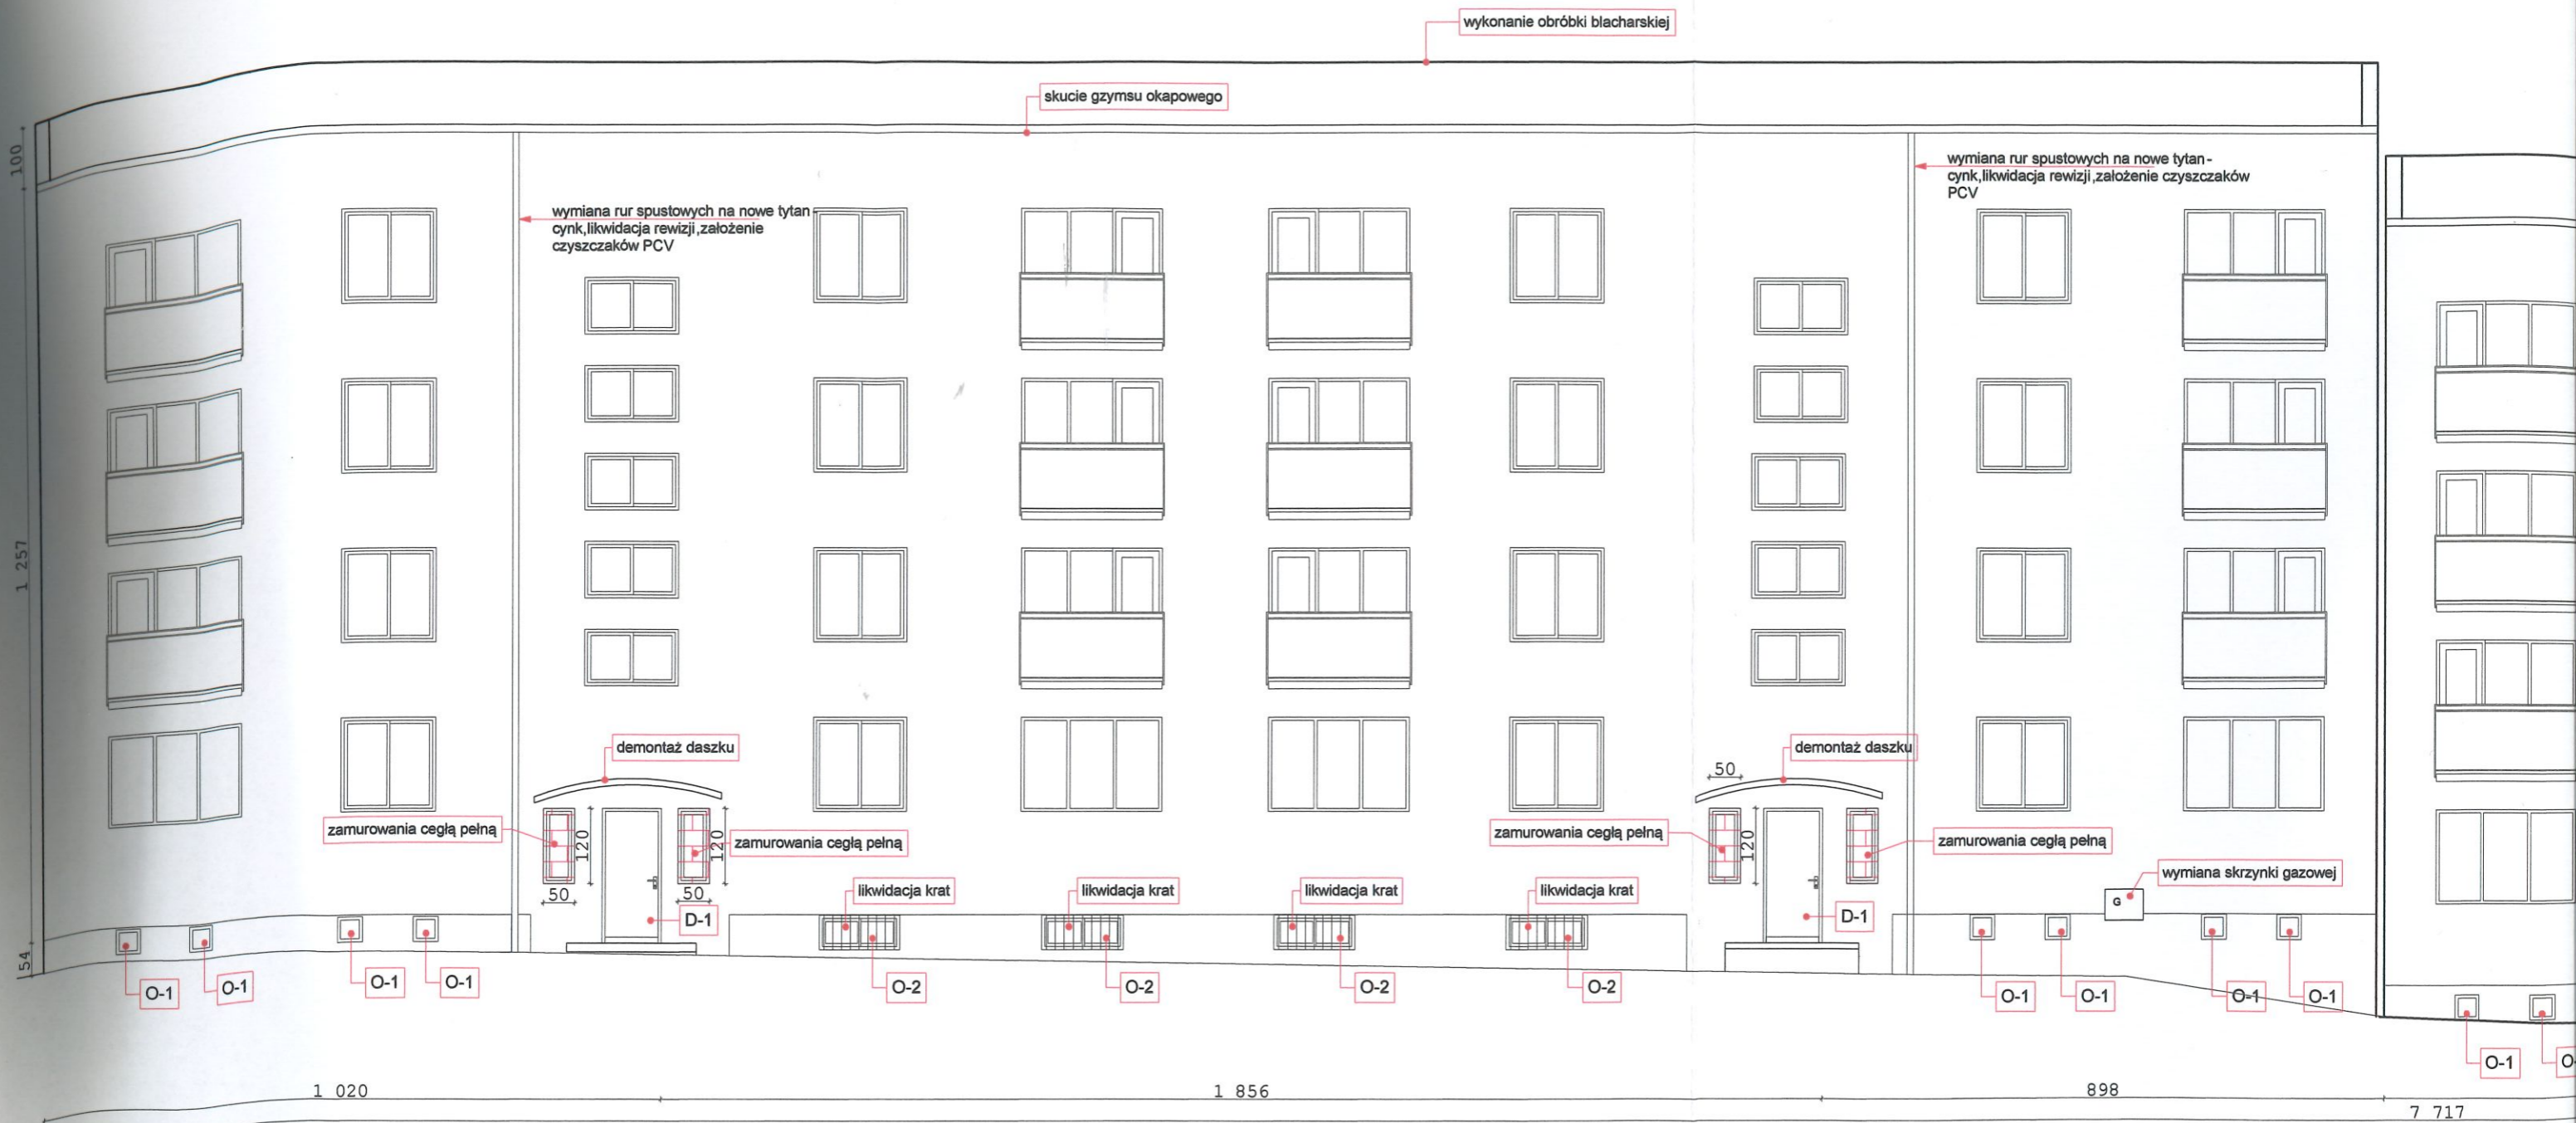 wykonanie obróbki blacharskiej
skucie gzymsu okapowego
100
wymiana rur spustowych na nowe tytan-
cynk,likwidacja rewizji,założenie czyszczaków
PCV
wymiana rur spustowych na nowe tytan-
cynk,likwidacja rewizji,założenie
czyszczaków PCV
1 257
demontaż daszku
demontaż daszku
50
zamurowania cegłą pełną
120
120
zamurowania cegłą pełną
zamurowania cegłą pełną
120
zamurowania cegłą pełną
wymiana skrzynki gazowej
50
50
likwidacja krat
likwidacja krat
likwidacja krat
likwidacja krat
G
D-1
D-1
54
O-1
O-1
O-1
O-1
O-2
O-2
O-2
O-2
O-1
O-1
O-1
O-1
O-1
1 020
1 856
898
7 717